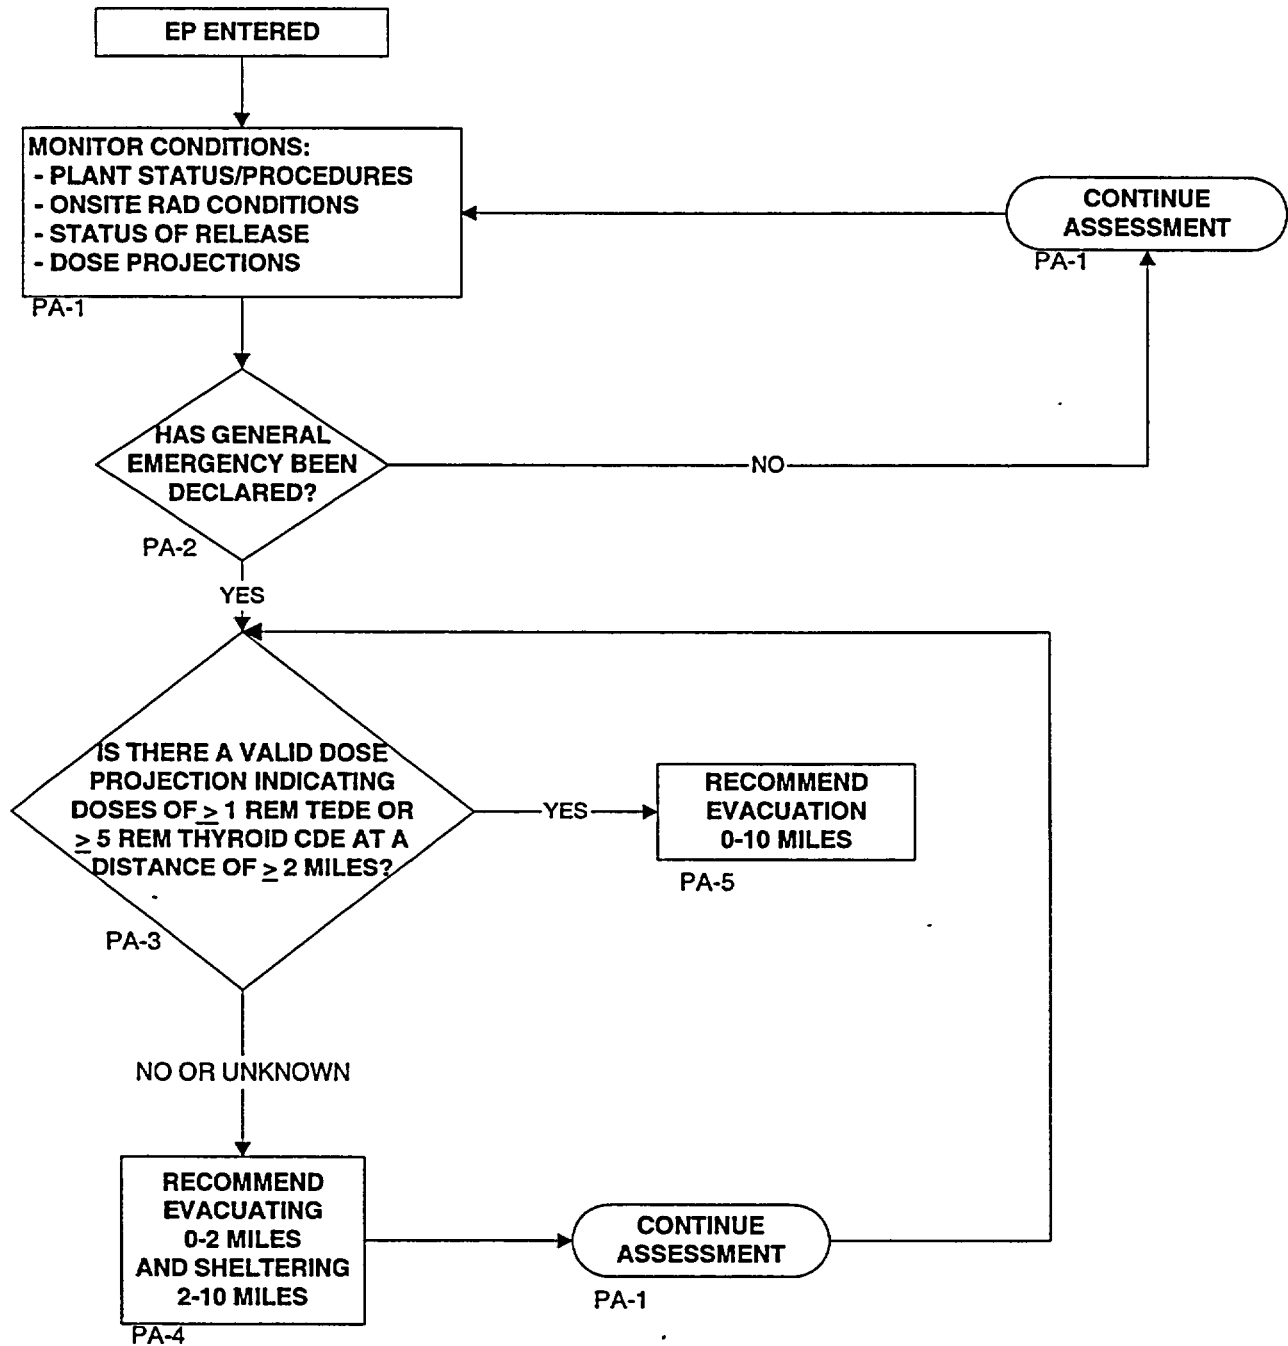 EP ENTERED
MONITOR CONDITIONS:
- PLANT STATUS/PROCEDURES
- ONSITE RAD CONDITIONS
- STATUS OF RELEASE
- DOSE PROJECTIONS
PA-1
CONTINUE
ASSESSMENT
PA-1
HAS GENERAL
EMERGENCY BEEN
DECLARED?
PA-2
NO
YES
IS THERE A VALID DOSE
PROJECTION INDICATING
DOSES OF ≥ 1 REM TEDE OR
≥ 5 REM THYROID CDE AT A
DISTANCE OF ≥ 2 MILES?
PA-3
YES
RECOMMEND
EVACUATION
0-10 MILES
PA-5
NO OR UNKNOWN
RECOMMEND
EVACUATING
0-2 MILES
AND SHELTERING
2-10 MILES
PA-4
CONTINUE
ASSESSMENT
PA-1